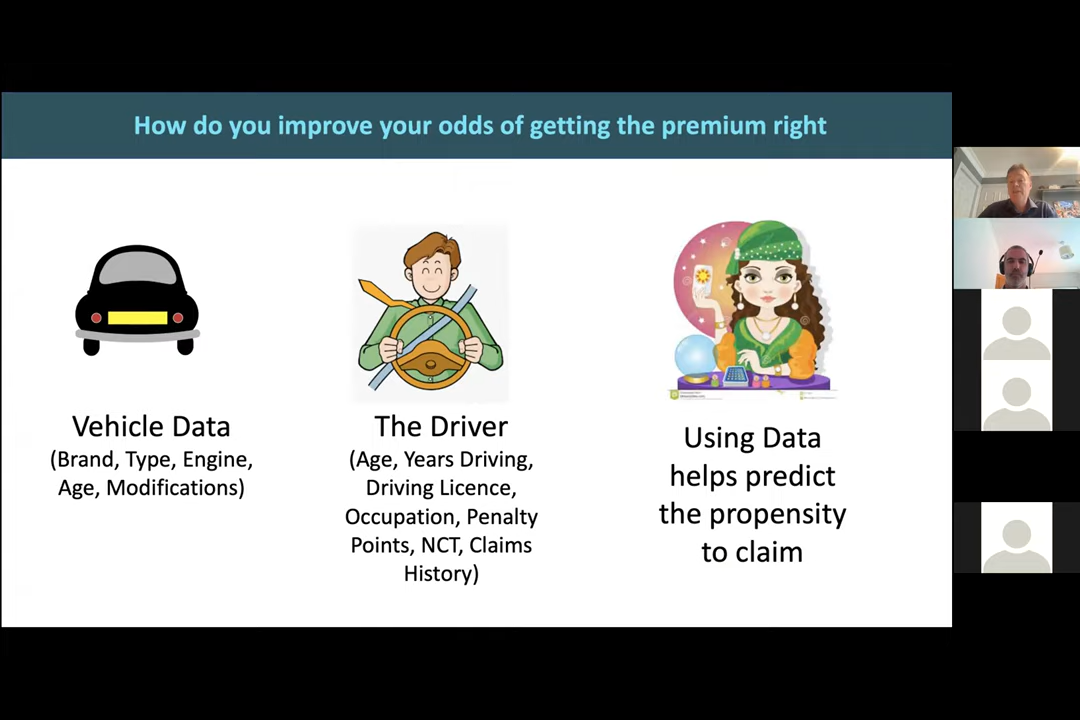 How do you improve your odds of getting the premium right
Vehicle Data
(Brand, Type, Engine,
Age, Modifications)
The Driver
(Age, Years Driving,
Driving Licence,
Occupation, Penalty
Points, NCT, Claims
History)
Using Data
helps predict
the propensity
to claim